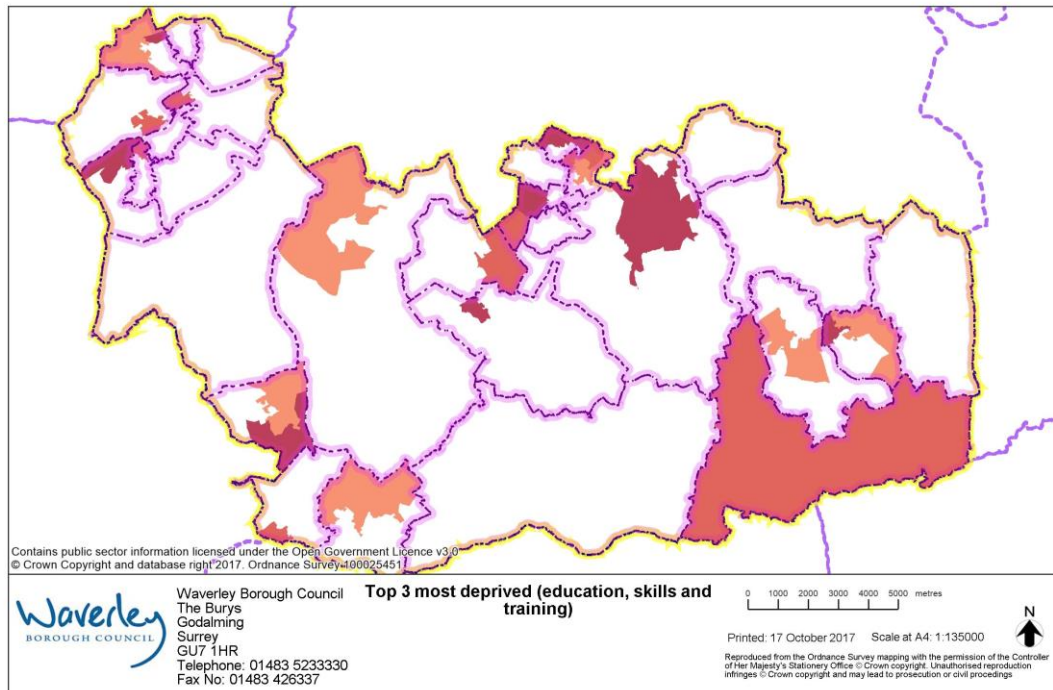 Contains public sector information licensed under the Open Government Licence v3.0
© Crown Copyright and database right 2017. Ordnance Survey 100025451
Waverley
BOROUGH COUNCIL
Waverley Borough Council
The Burys
Godalming
Surrey
GU7 1HR
Telephone: 01483 5233330
Fax No: 01483 426337
Top 3 most deprived (education, skills and
training)
0 1000 2000 3000 4000 5000 metres
Printed: 17 October 2017 Scale at A4: 1:135000
N
Reproduced from the Ordnance Survey mapping with the permission of the Controller
of Her Majesty's Stationery Office © Crown copyright. Unauthorised reproduction
infringes © Crown copyright and may lead to prosecution or civil procedings